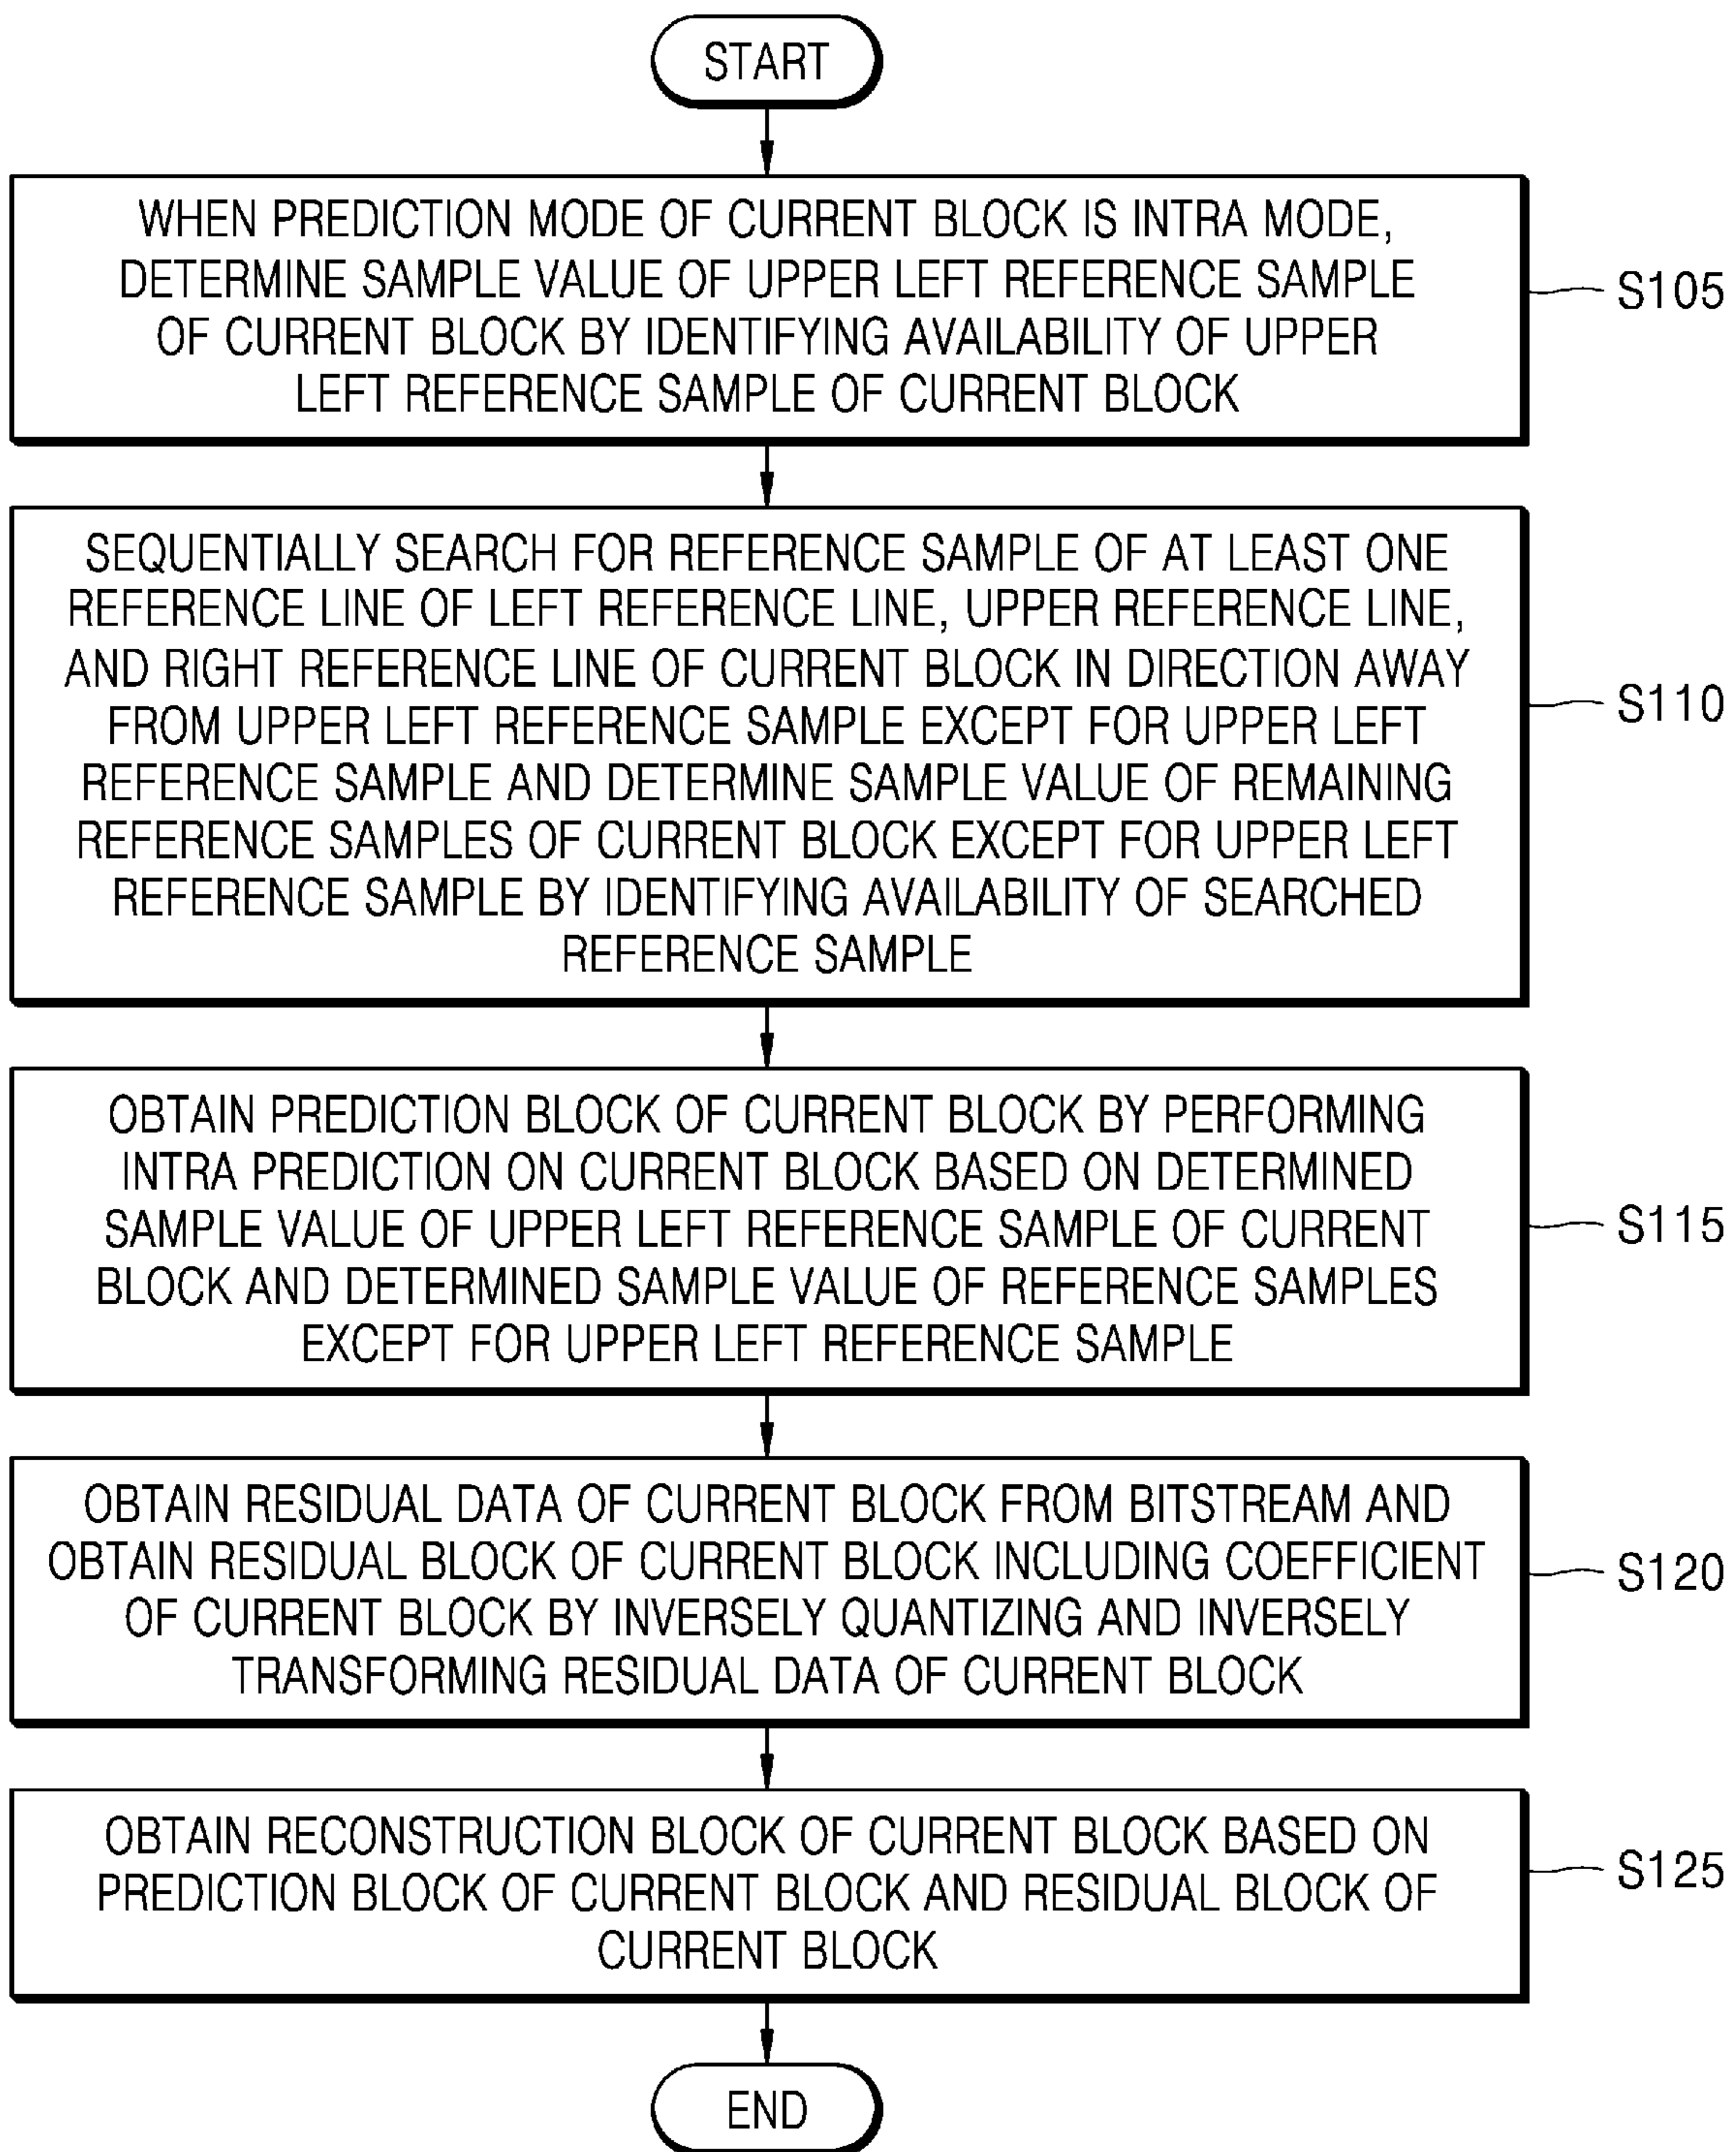 START
WHEN PREDICTION MODE OF CURRENT BLOCK IS INTRA MODE,
DETERMINE SAMPLE VALUE OF UPPER LEFT REFERENCE SAMPLE
OF CURRENT BLOCK BY IDENTIFYING AVAILABILITY OF UPPER
LEFT REFERENCE SAMPLE OF CURRENT BLOCK
S105
SEQUENTIALLY SEARCH FOR REFERENCE SAMPLE OF AT LEAST ONE
REFERENCE LINE OF LEFT REFERENCE LINE, UPPER REFERENCE LINE,
AND RIGHT REFERENCE LINE OF CURRENT BLOCK IN DIRECTION AWAY
FROM UPPER LEFT REFERENCE SAMPLE EXCEPT FOR UPPER LEFT
REFERENCE SAMPLE AND DETERMINE SAMPLE VALUE OF REMAINING
REFERENCE SAMPLES OF CURRENT BLOCK EXCEPT FOR UPPER LEFT
REFERENCE SAMPLE BY IDENTIFYING AVAILABILITY OF SEARCHED
REFERENCE SAMPLE
S110
OBTAIN PREDICTION BLOCK OF CURRENT BLOCK BY PERFORMING
INTRA PREDICTION ON CURRENT BLOCK BASED ON DETERMINED
SAMPLE VALUE OF UPPER LEFT REFERENCE SAMPLE OF CURRENT
BLOCK AND DETERMINED SAMPLE VALUE OF REFERENCE SAMPLES
EXCEPT FOR UPPER LEFT REFERENCE SAMPLE
S115
OBTAIN RESIDUAL DATA OF CURRENT BLOCK FROM BITSTREAM AND
OBTAIN RESIDUAL BLOCK OF CURRENT BLOCK INCLUDING COEFFICIENT
OF CURRENT BLOCK BY INVERSELY QUANTIZING AND INVERSELY
TRANSFORMING RESIDUAL DATA OF CURRENT BLOCK
S120
OBTAIN RECONSTRUCTION BLOCK OF CURRENT BLOCK BASED ON
PREDICTION BLOCK OF CURRENT BLOCK AND RESIDUAL BLOCK OF
CURRENT BLOCK
S125
END